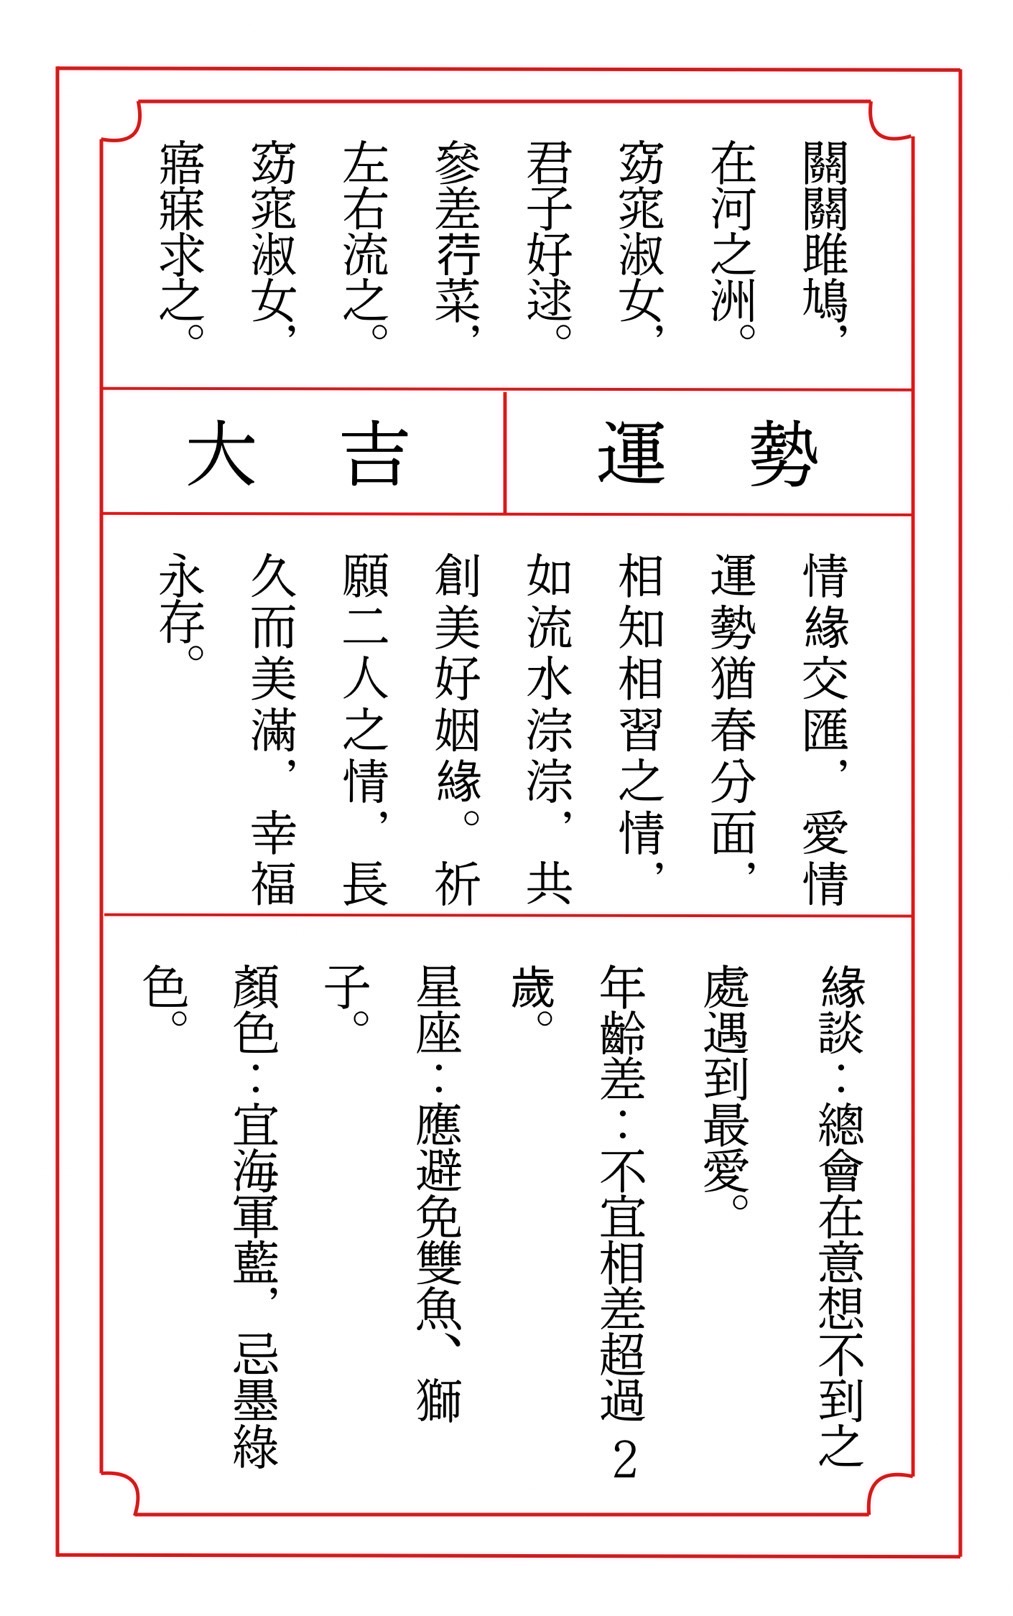 關關雎鳩，
在河之洲。
窈窕淑女，
君子好逑。
參差荇菜，
左右流之。
窈窕淑女，
寤寐求之。
運勢
大吉
情緣交匯，愛情
運勢猶春分面，
相知相習之情，
如流水淙淙，共
創美好姻緣。祈
願二人之情，長
久而美滿，幸福
永存。
緣談：總會在意想不到之
處遇到最愛。
年齡差：不宜相差超過2
歲。
星座：應避免雙魚、獅
子。
顏色：宜海軍藍，忌墨綠
色。